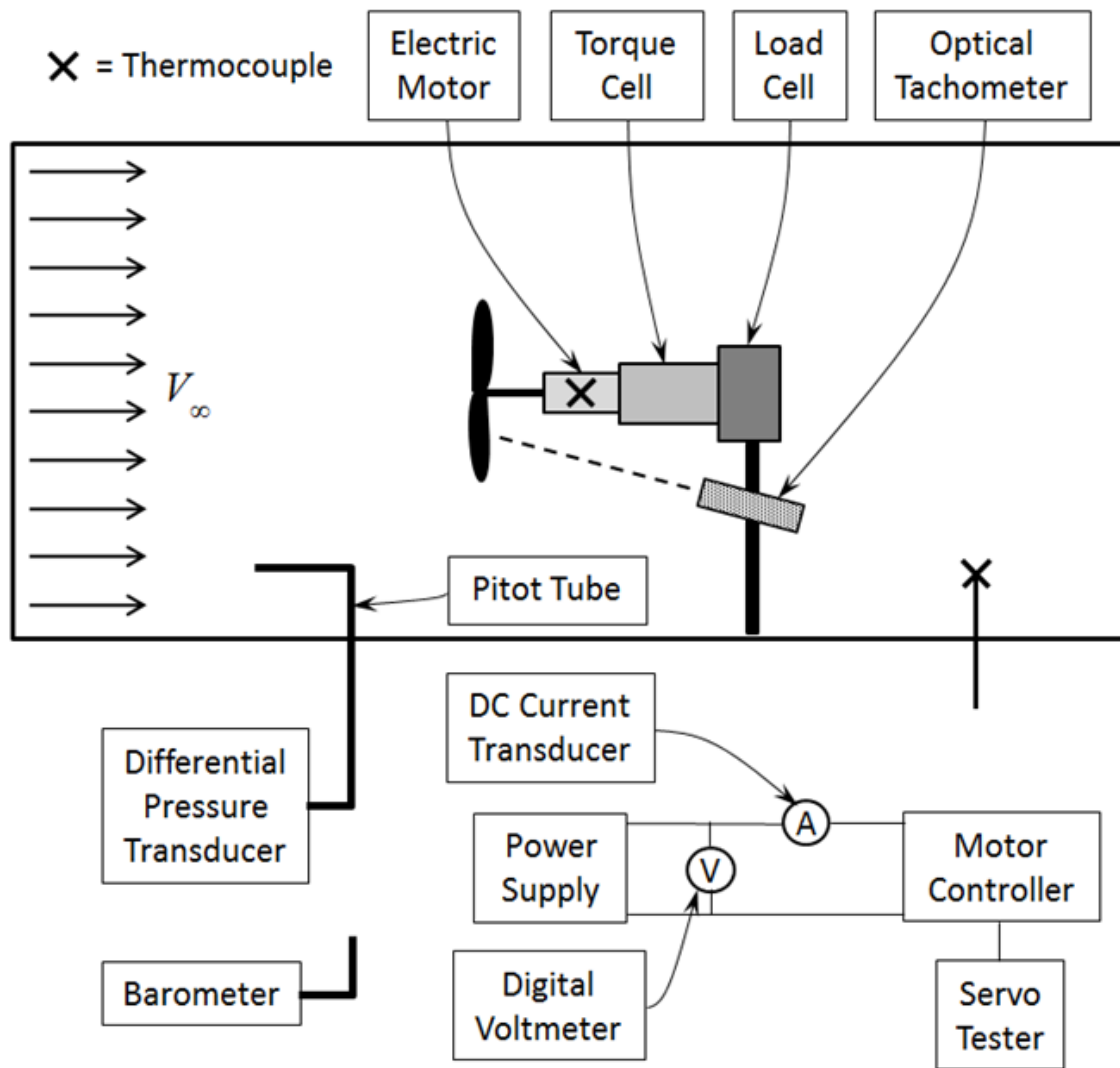 = Thermocouple
Electric
Motor
Torque
Cell
Load
Cell
Optical
Tachometer
V∞
Pitot Tube
DC Current
Transducer
Differential
Pressure
Transducer
A
Power
Supply
V
Motor
Controller
Barometer
Digital
Voltmeter
Servo
Tester